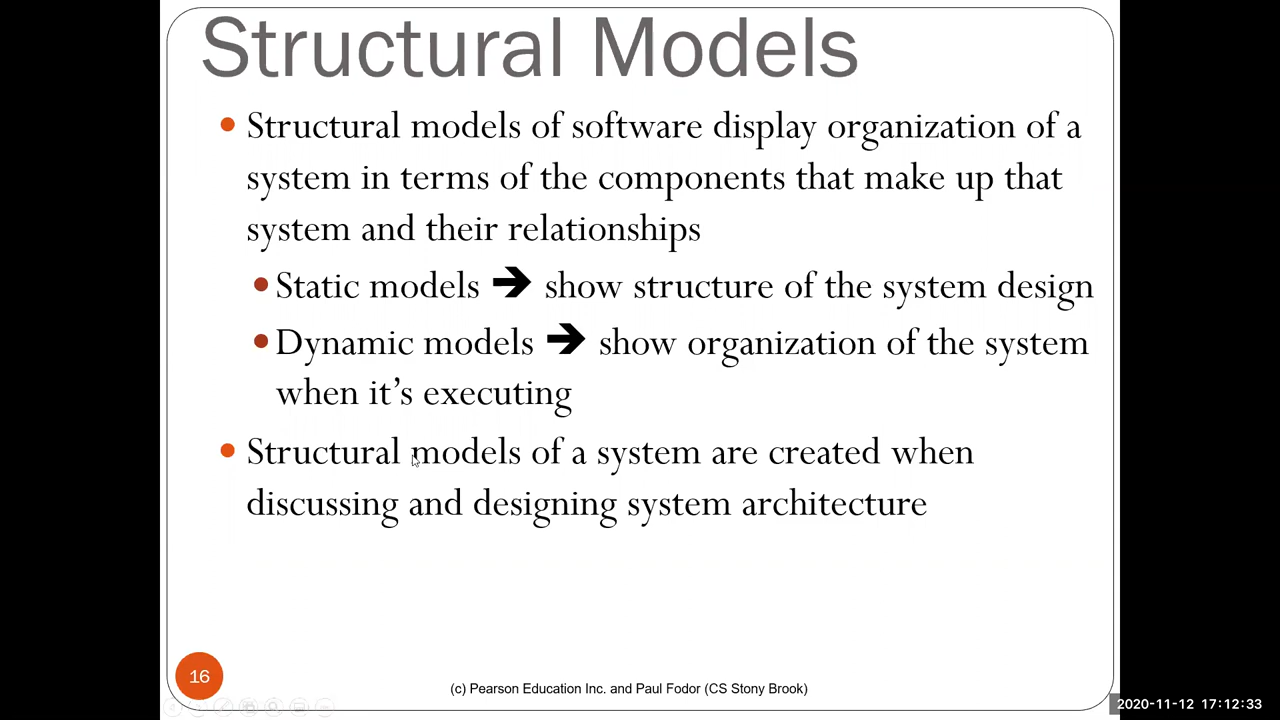 Structural Models
• Structural models of software display organization of a
system in terms of the components that make up that
system and their relationships
• Static models ➔ show structure of the system design
• Dynamic models ➔ show organization of the system
when it’s executing
• Structural models of a system are created when
discussing and designing system architecture
16
(c) Pearson Education Inc. and Paul Fodor (CS Stony Brook)
2020-11-12 17:12:33